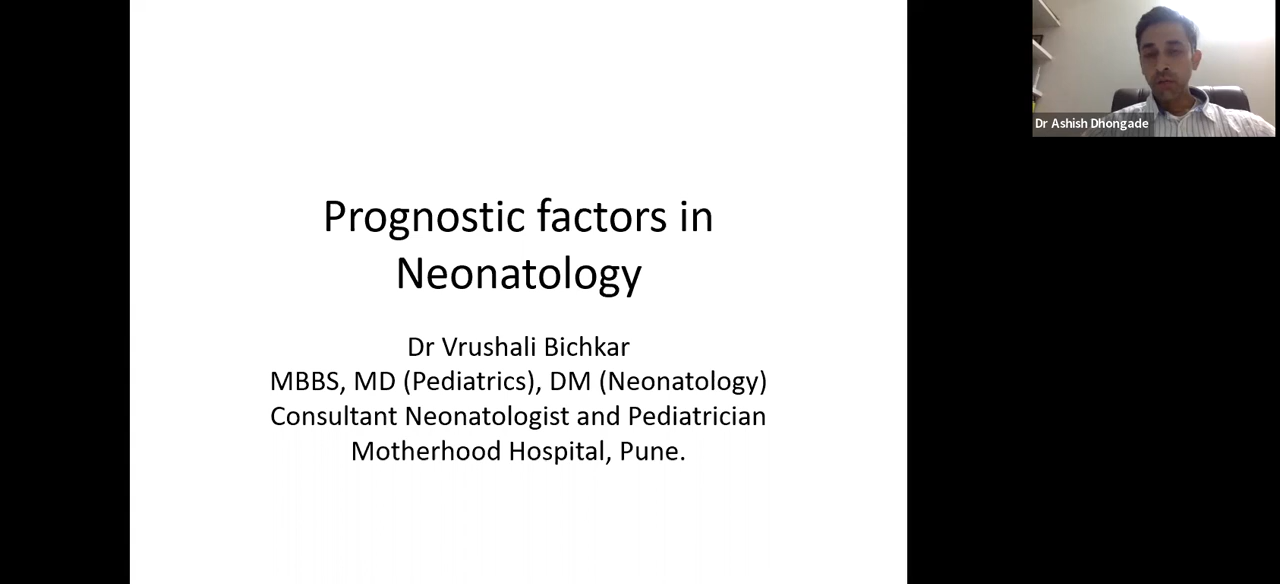 Prognostic factors in
Neonatology
Dr Vrushali Bichkar
MBBS, MD (Pediatrics), DM (Neonatology)
Consultant Neonatologist and Pediatrician
Motherhood Hospital, Pune.
Dr Ashish Dhongade